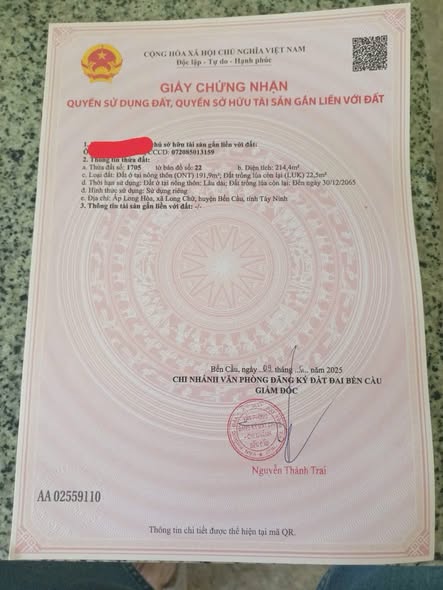 CỘNG HÒA XÃ HỘI CHỦ NGHĨA VIỆT NAM
Độc lập - Tự do - Hạnh phúc
GIẤY CHỨNG NHẬN
QUYỀN SỬ DỤNG ĐẤT, QUYỀN SỞ HỮU TÀI SẢN GẮN LIỀN VỚI ĐẤT
1. hủ sở hữu tài sản gắn liền với đất:
CCCD: 072085013159
2. Thông tin thửa đất:
a. Thửa đất số: 1705 tờ bản đồ số: 22 b. Diện tích: 214,4m²
c. Loại đất: Đất ở tại nông thôn (ONT) 191,9m²; Đất trồng lúa còn lại (LUK) 22,5m²
d. Thời hạn sử dụng: Đất ở tại nông thôn: Lâu dài; Đất trồng lúa còn lại: Đến ngày 30/12/2065
đ. Hình thức sử dụng: Sử dụng riêng
e. Địa chỉ: Ấp Long Hòa, xã Long Chữ, huyện Bến Cầu, tỉnh Tây Ninh
3. Thông tin tài sản gắn liền với đất: -/-
Bến Cầu, ngày 09 tháng năm 2025
CHI NHÁNH VĂN PHÒNG ĐĂNG KÝ ĐẤT ĐAI BẾN CẦU
GIÁM ĐỐC
Nguyễn Thành Trai
AA 02559110
Thông tin chi tiết được thể hiện tại mã QR.